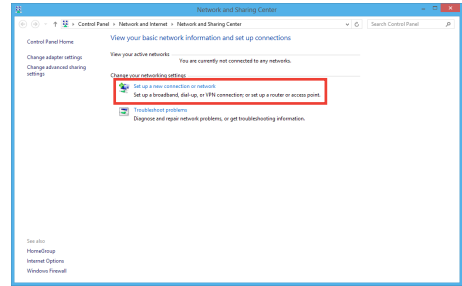 Network and Sharing Center
Control Panel > Network and Internet > Network and Sharing Center
Search Control Panel
Control Panel Home
Change adapter settings
Change advanced sharing
settings
View your basic network information and set up connections
View your active networks
You are currently not connected to any networks.
Change your networking settings
Set up a new connection or network
Set up a broadband, dial-up, or VPN connection; or set up a router or access point.
Troubleshoot problems
Diagnose and repair network problems, or get troubleshooting information.
See also
HomeGroup
Internet Options
Windows Firewall